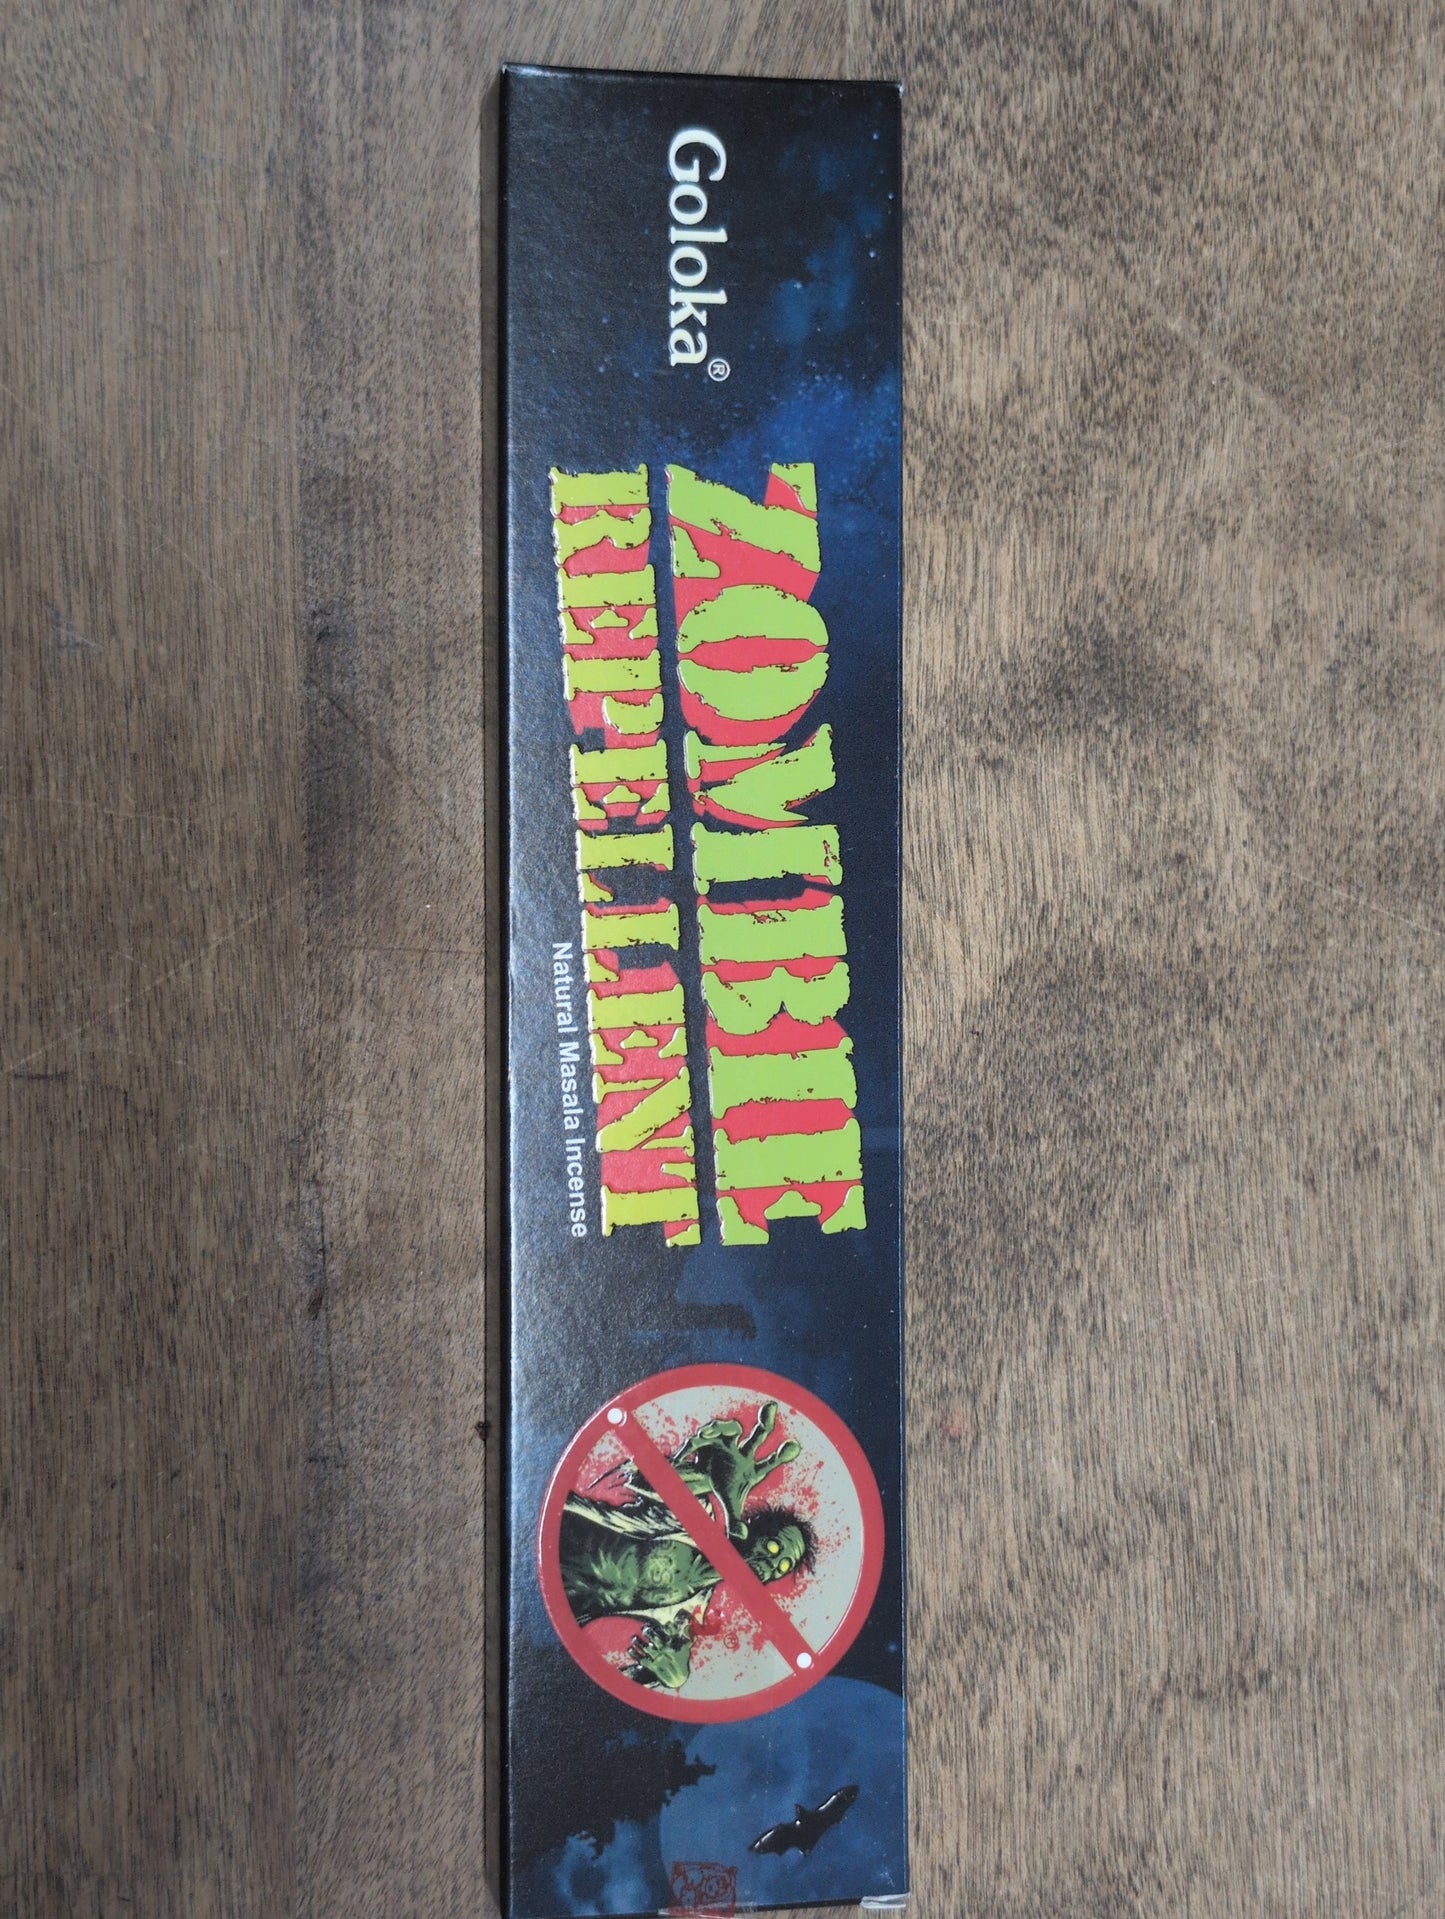 Goloka®
ZOMBIE
REPELLENT
Natural Masala Incense
®